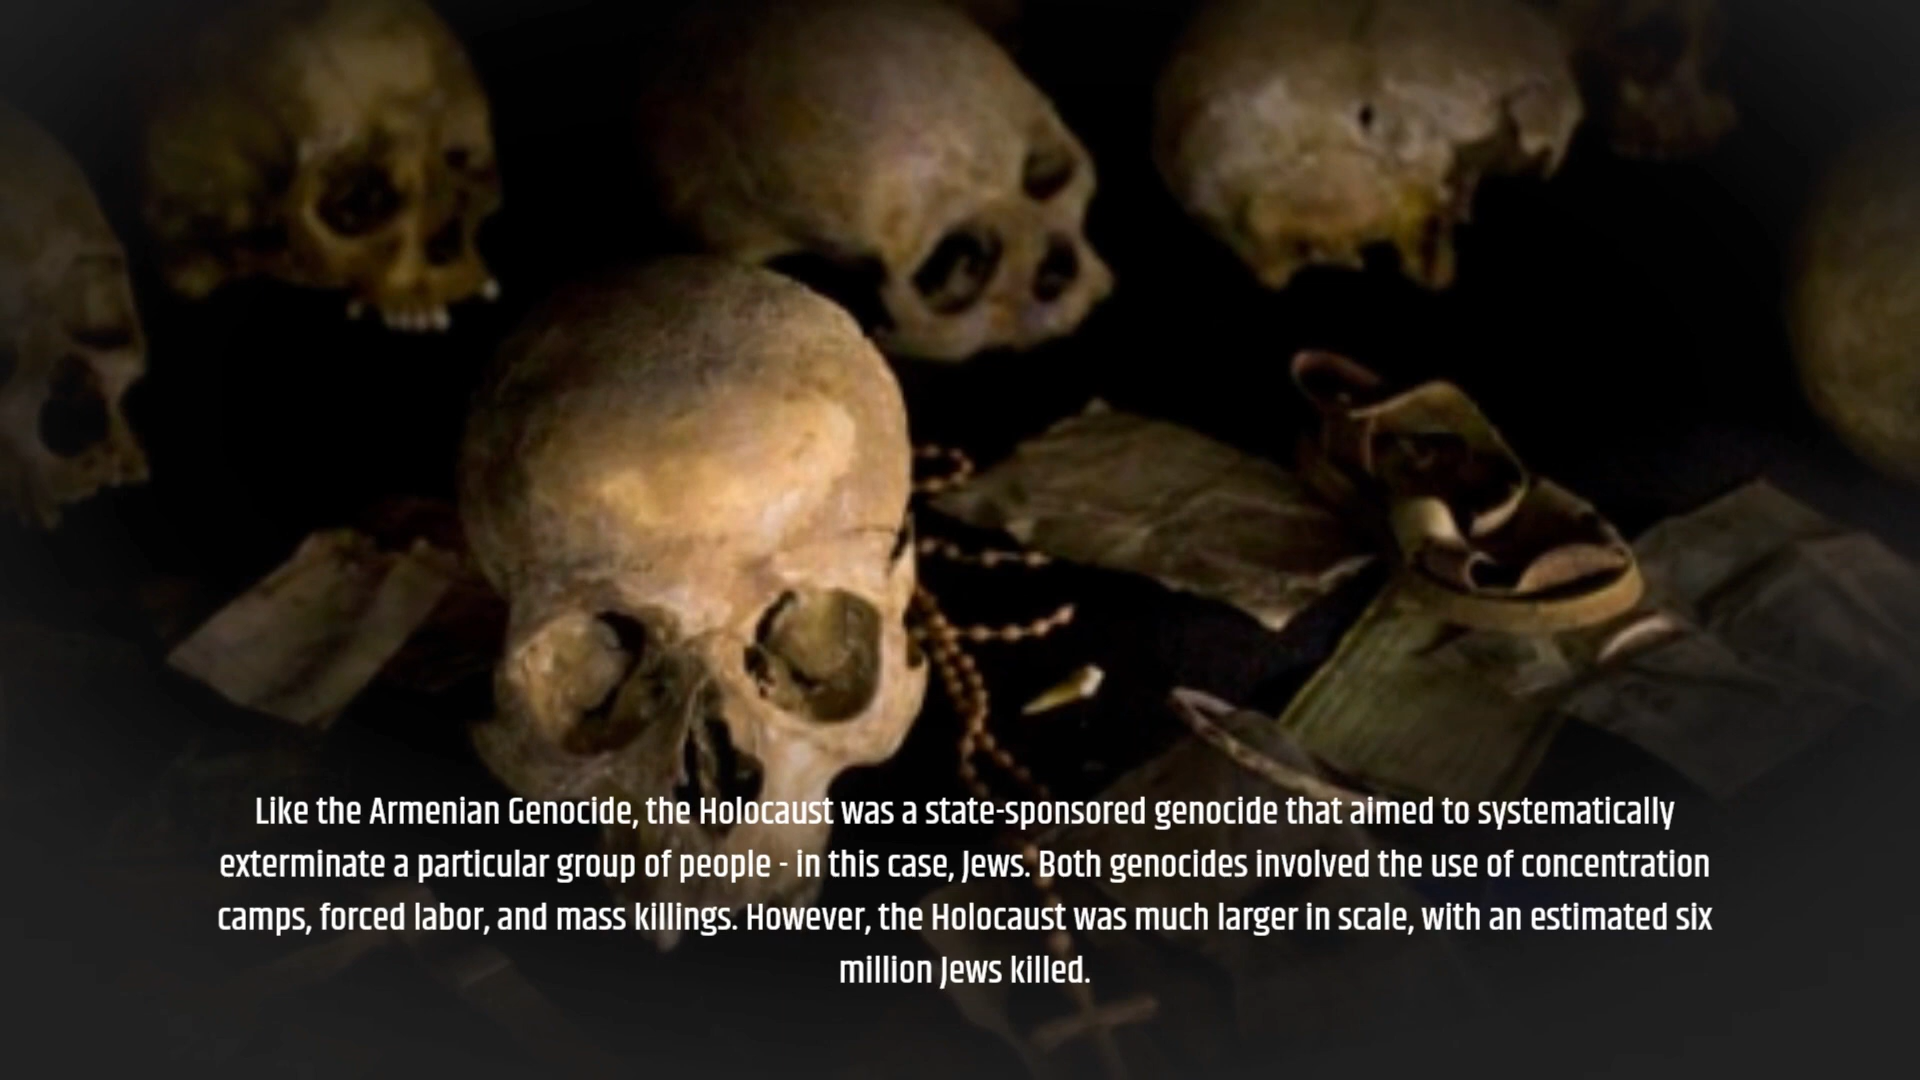 Like the Armenian Genocide, the Holocaust was a state-sponsored genocide that aimed to systematically
exterminate a particular group of people - in this case, Jews. Both genocides involved the use of concentration
camps, forced labor, and mass killings. However, the Holocaust was much larger in scale, with an estimated six
million Jews killed.